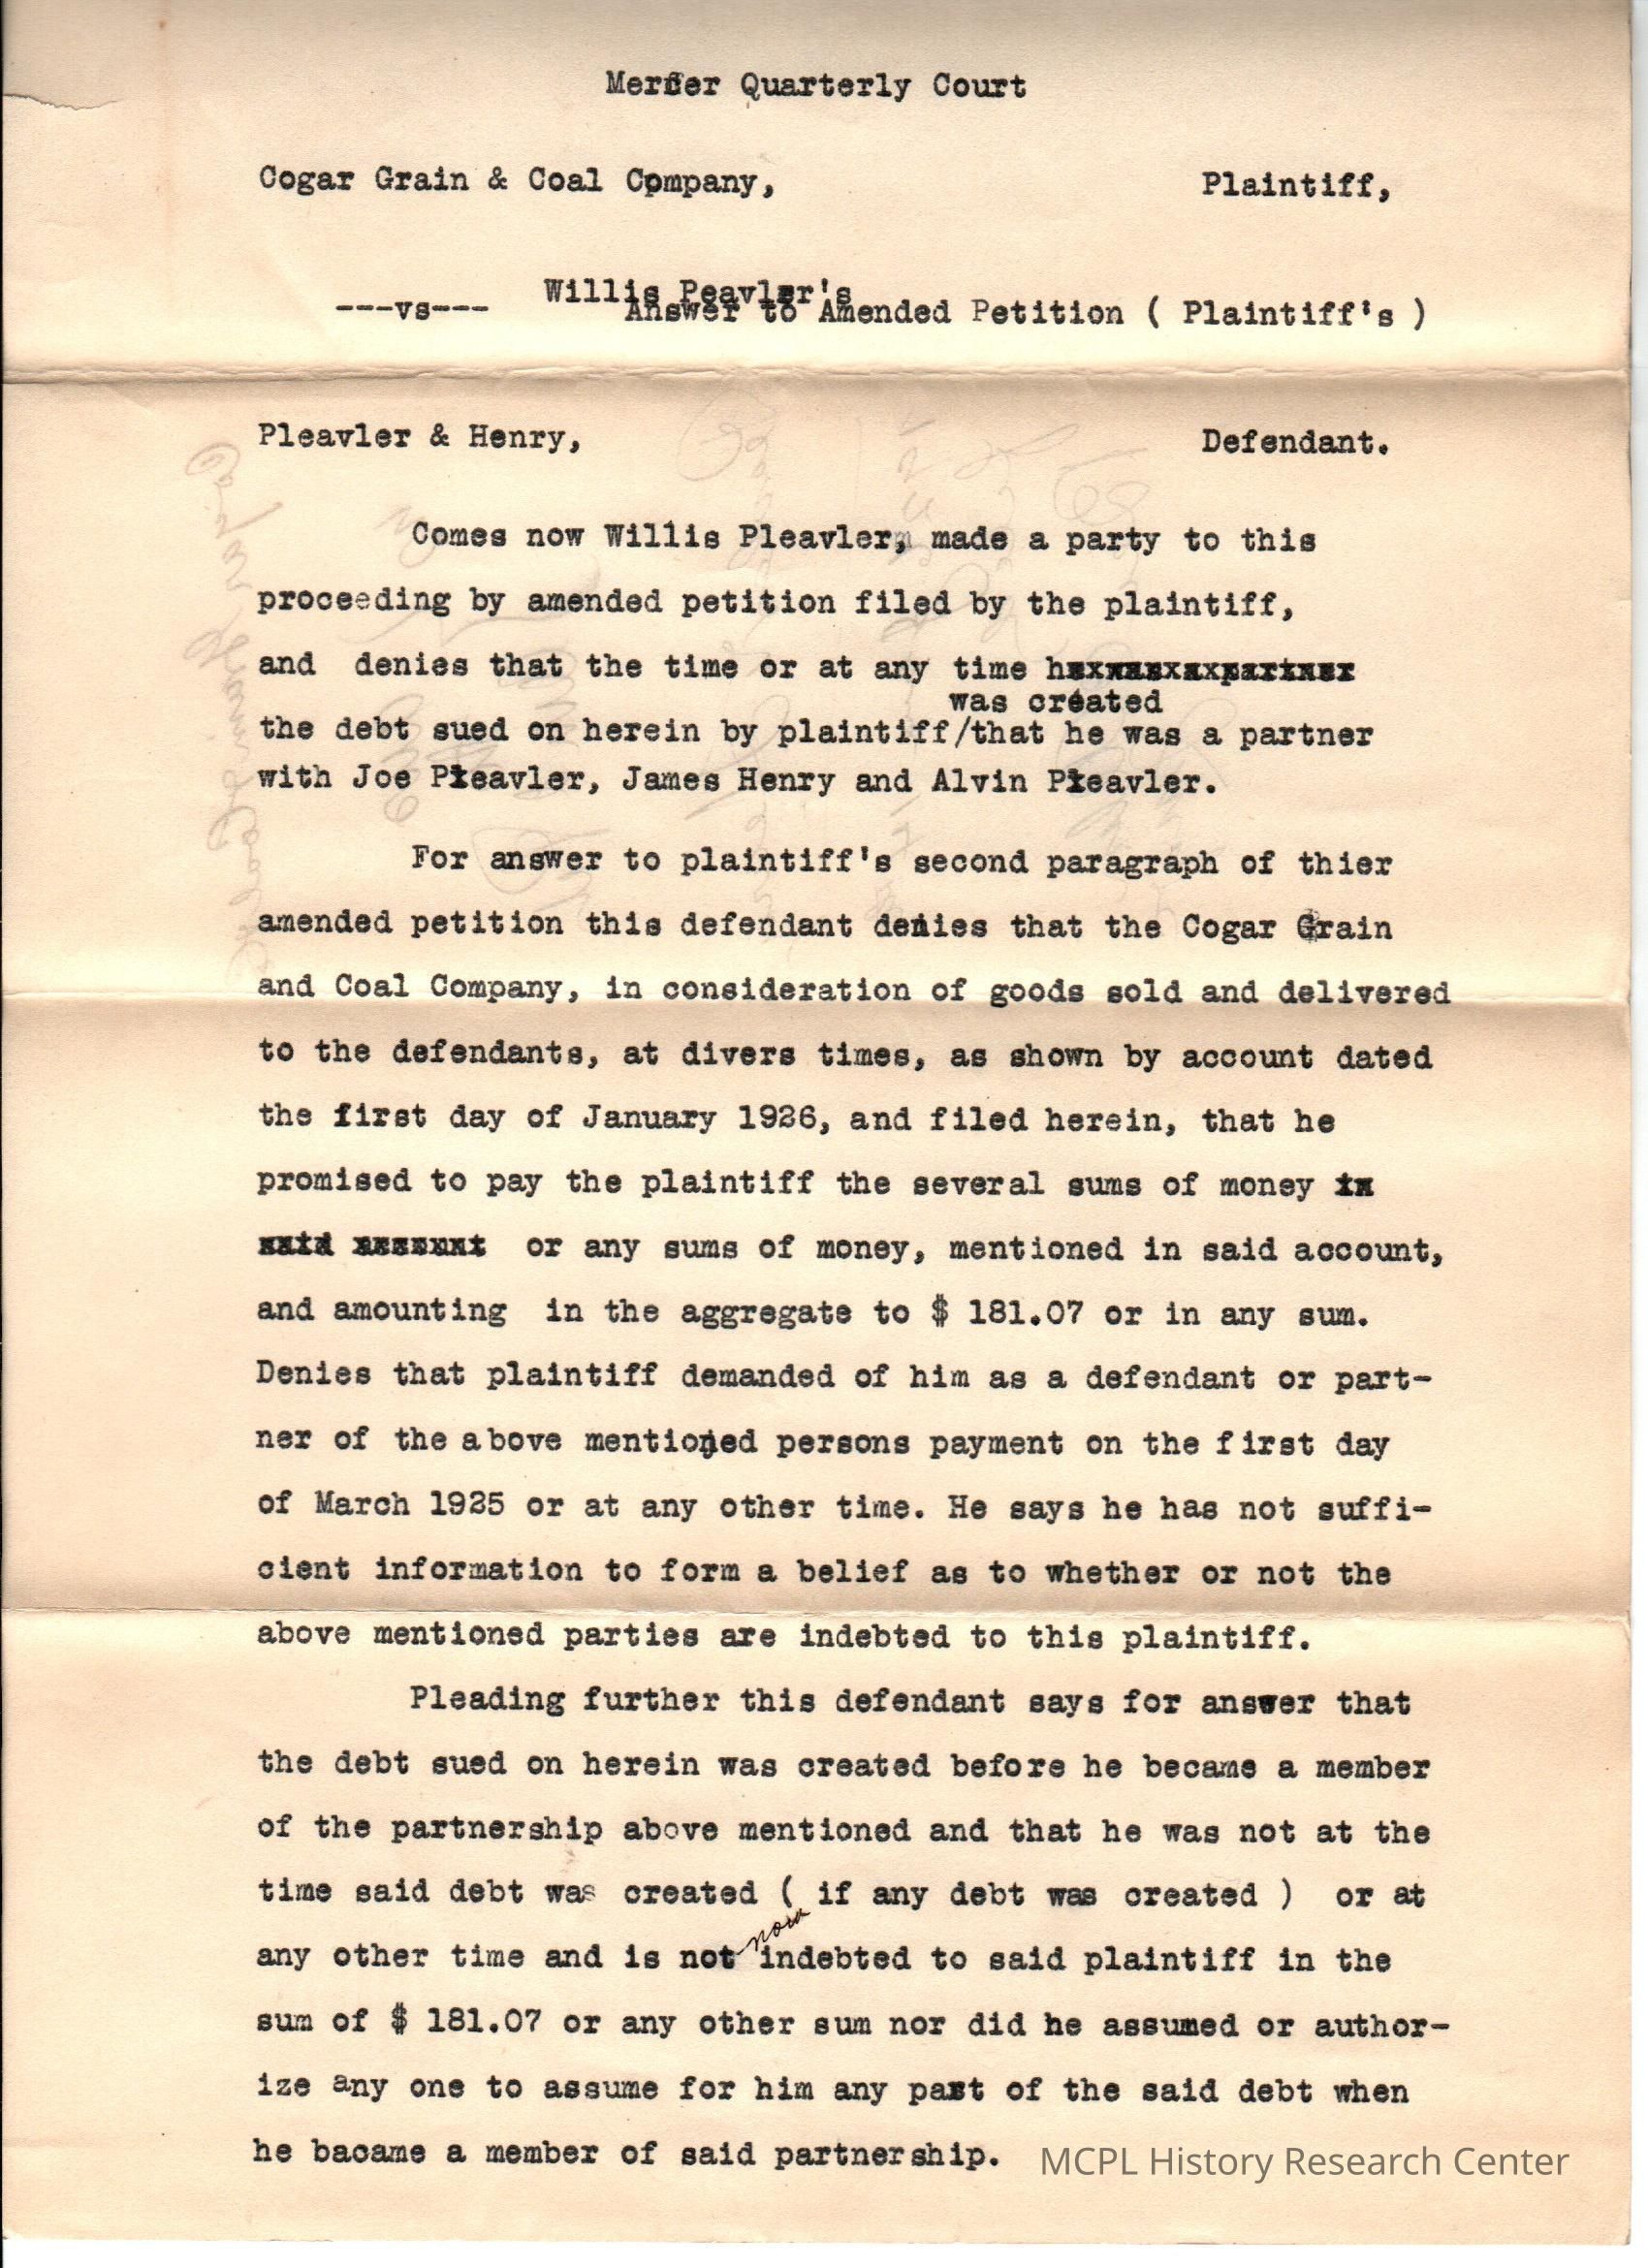 Mercer Quarterly Court
Cogar Grain & Coal Company, Plaintiff,
Willis Peavler's
---vs--- Answer to Amended Petition ( Plaintiff's )
Pleavler & Henry, Defendant.
Comes now Willis Pleavler, made a party to this
proceeding by amended petition filed by the plaintiff,
and denies that the time or at any time
was created
the debt sued on herein by plaintiff/that he was a partner
with Joe Peavler, James Henry and Alvin Peavler.
For answer to plaintiff's second paragraph of thier
amended petition this defendant denies that the Cogar Grain
and Coal Company, in consideration of goods sold and delivered
to the defendants, at divers times, as shown by account dated
the first day of January 1926, and filed herein, that he
promised to pay the plaintiff the several sums of money
or any sums of money, mentioned in said account,
and amounting in the aggregate to $ 181.07 or in any sum.
Denies that plaintiff demanded of him as a defendant or part-
ner of the above mentioned persons payment on the first day
of March 1925 or at any other time. He says he has not suffi-
cient information to form a belief as to whether or not the
above mentioned parties are indebted to this plaintiff.
Pleading further this defendant says for answer that
the debt sued on herein was created before he became a member
of the partnership above mentioned and that he was not at the
time said debt was created ( if any debt was created ) or at
now
any other time and is not indebted to said plaintiff in the
sum of $ 181.07 or any other sum nor did he assumed or author-
ize any one to assume for him any part of the said debt when
he bacame a member of said partnership.
MCPL History Research Center